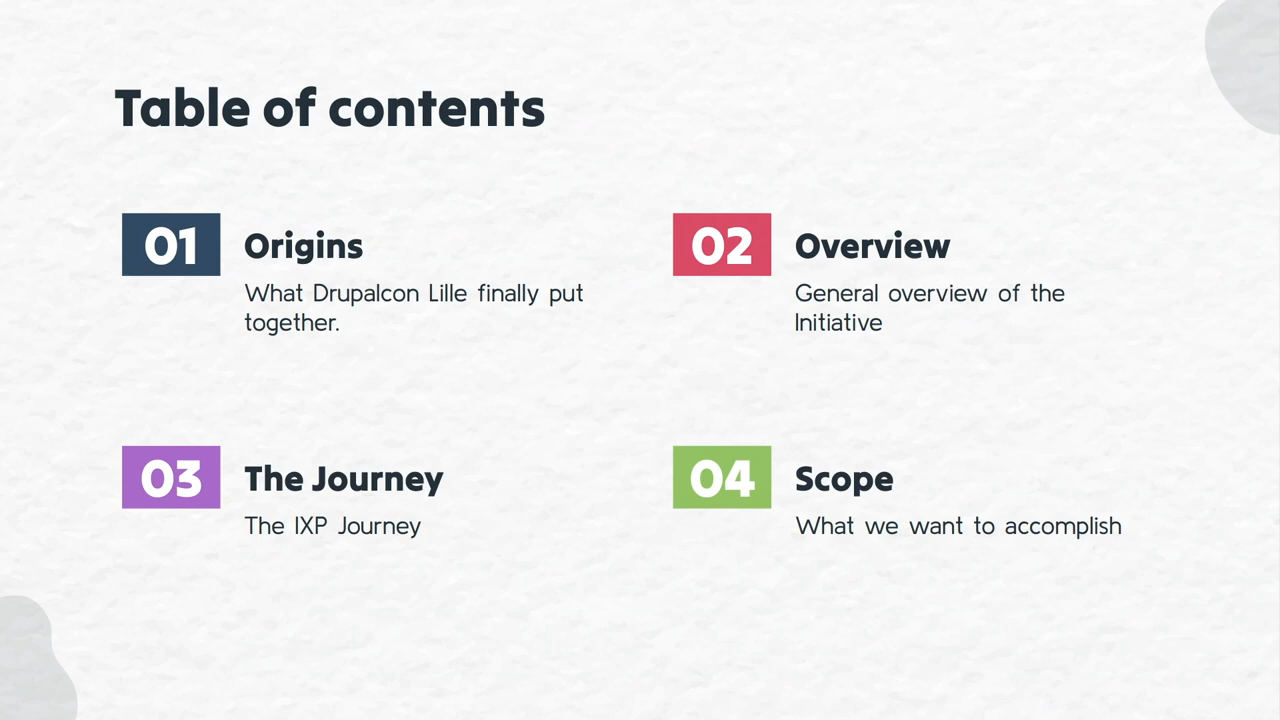 Table of contents
01
Origins
What Drupalcon Lille finally put
together.
02
Overview
General overview of the
Initiative
03
The Journey
The IXP Journey
04
Scope
What we want to accomplish